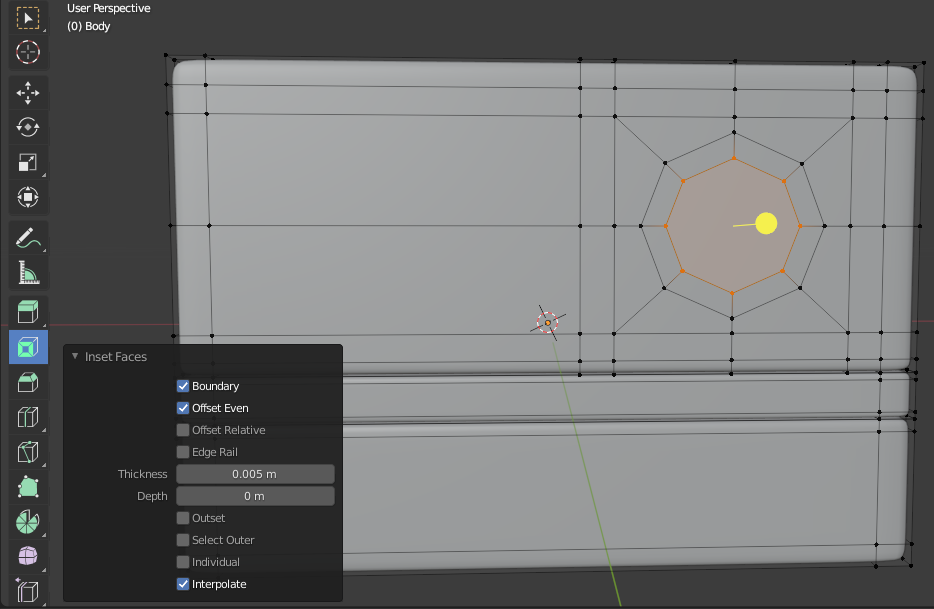 User Perspective
(0) Body
Inset Faces
Boundary
Offset Even
Offset Relative
Edge Rail
Thickness 0.005 m
Depth 0 m
Outset
Select Outer
Individual
Interpolate